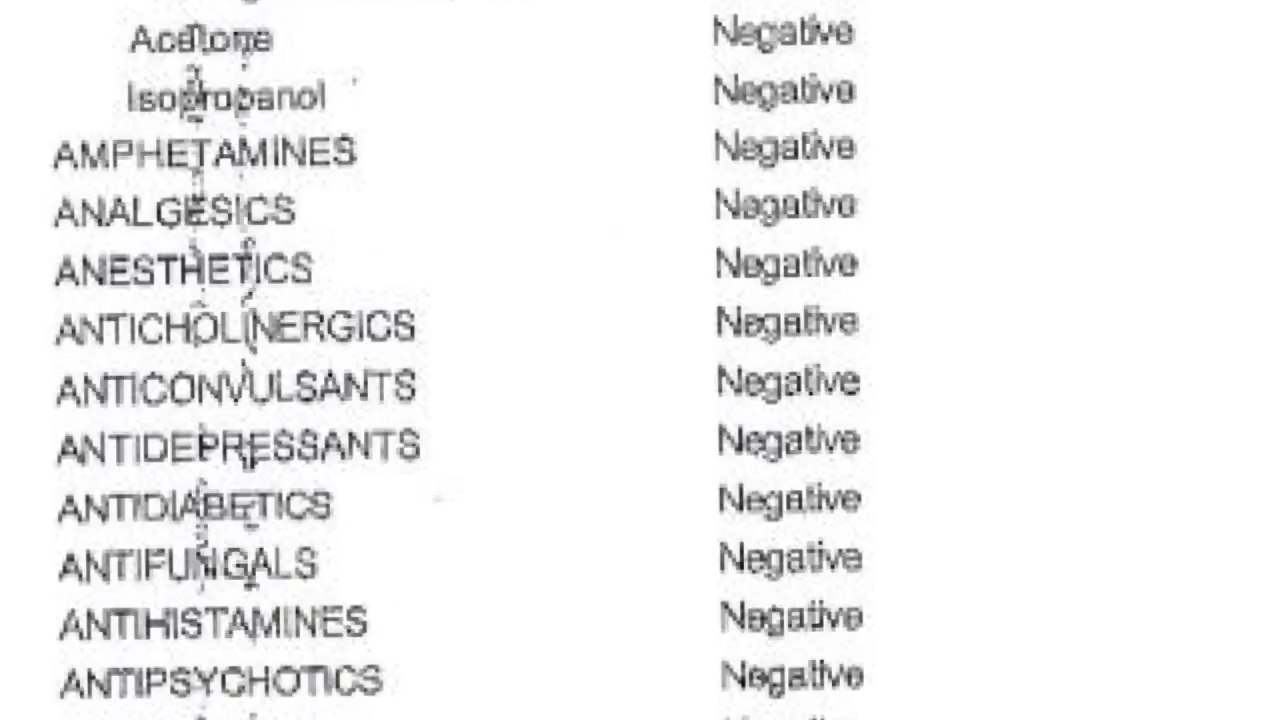 Acetone Negative
Isopropanol Negative
AMPHETAMINES Negative
ANALGESICS Negative
ANESTHETICS Negative
ANTICHOLINERGICS Negative
ANTICONVULSANTS Negative
ANTIDEPRESSANTS Negative
ANTIDIABETICS Negative
ANTIFUNGALS Negative
ANTIHISTAMINES Negative
ANTIPSYCHOTICS Negative